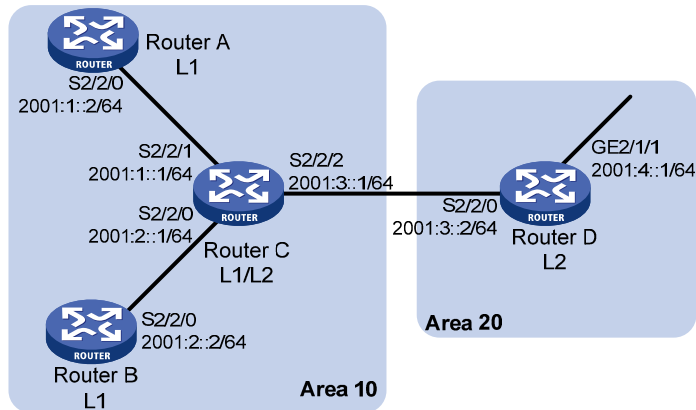 ROUTER
Router A
L1
S2/2/0
2001:1::2/64
S2/2/1
2001:1::1/64
S2/2/0
2001:2::1/64
ROUTER
Router C
L1/L2
S2/2/2
2001:3::1/64
S2/2/0
2001:3::2/64
ROUTER
Router D
L2
GE2/1/1
2001:4::1/64
Area 20
S2/2/0
2001:2::2/64
ROUTER
Router B
L1
Area 10